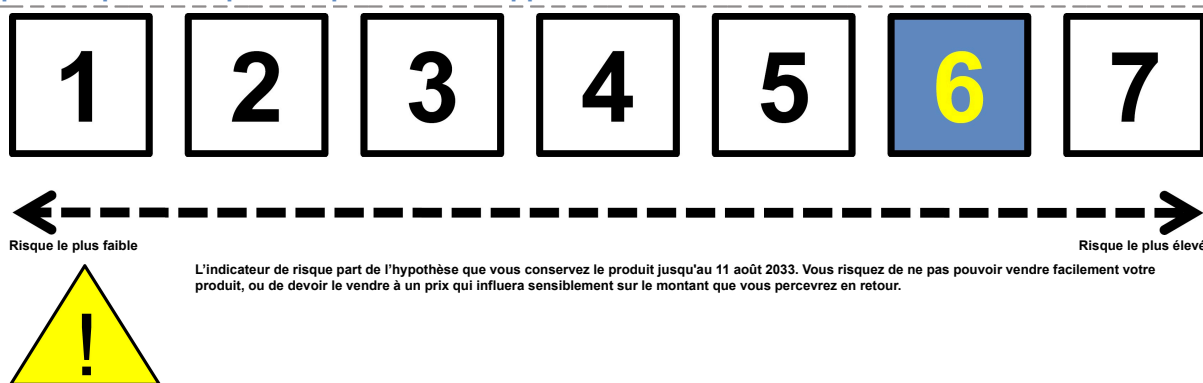 1 2 3 4 5 6 7
Risque le plus faible Risque le plus élevé
L'indicateur de risque part de l'hypothèse que vous conservez le produit jusqu'au 11 août 2033. Vous risquez de ne pas pouvoir vendre facilement votre
produit, ou de devoir le vendre à un prix qui influera sensiblement sur le montant que vous percevrez en retour.
!